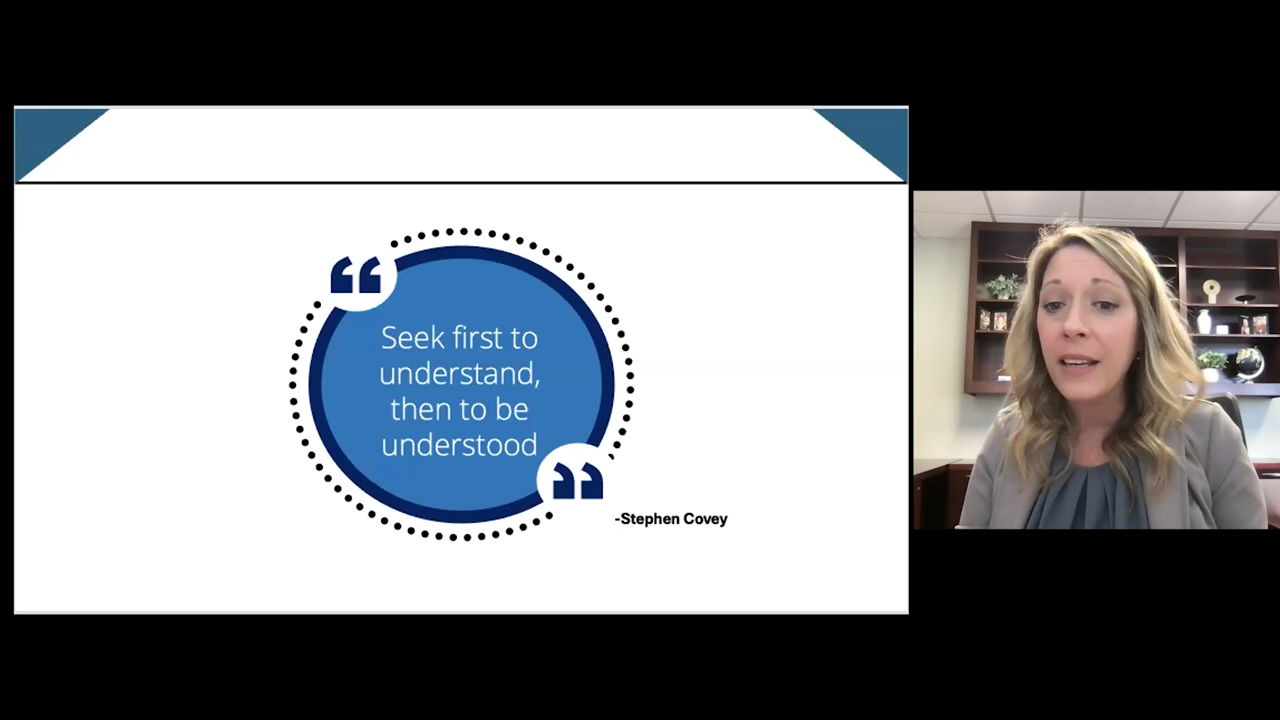 “
Seek first to
understand,
then to be
understood
”
-Stephen Covey